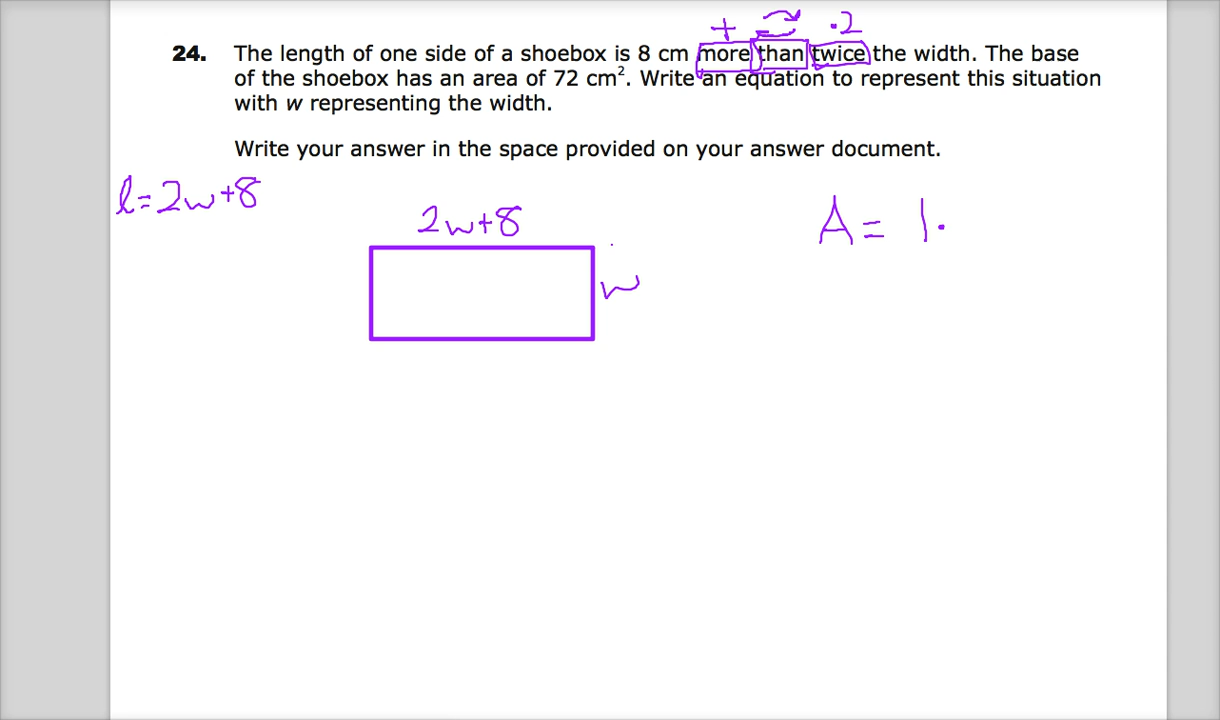 + ·2
24. The length of one side of a shoebox is 8 cm more than twice the width. The base
of the shoebox has an area of 72 cm². Write an equation to represent this situation
with w representing the width.
Write your answer in the space provided on your answer document.
l=2w+8
2w+8
A= l·
w